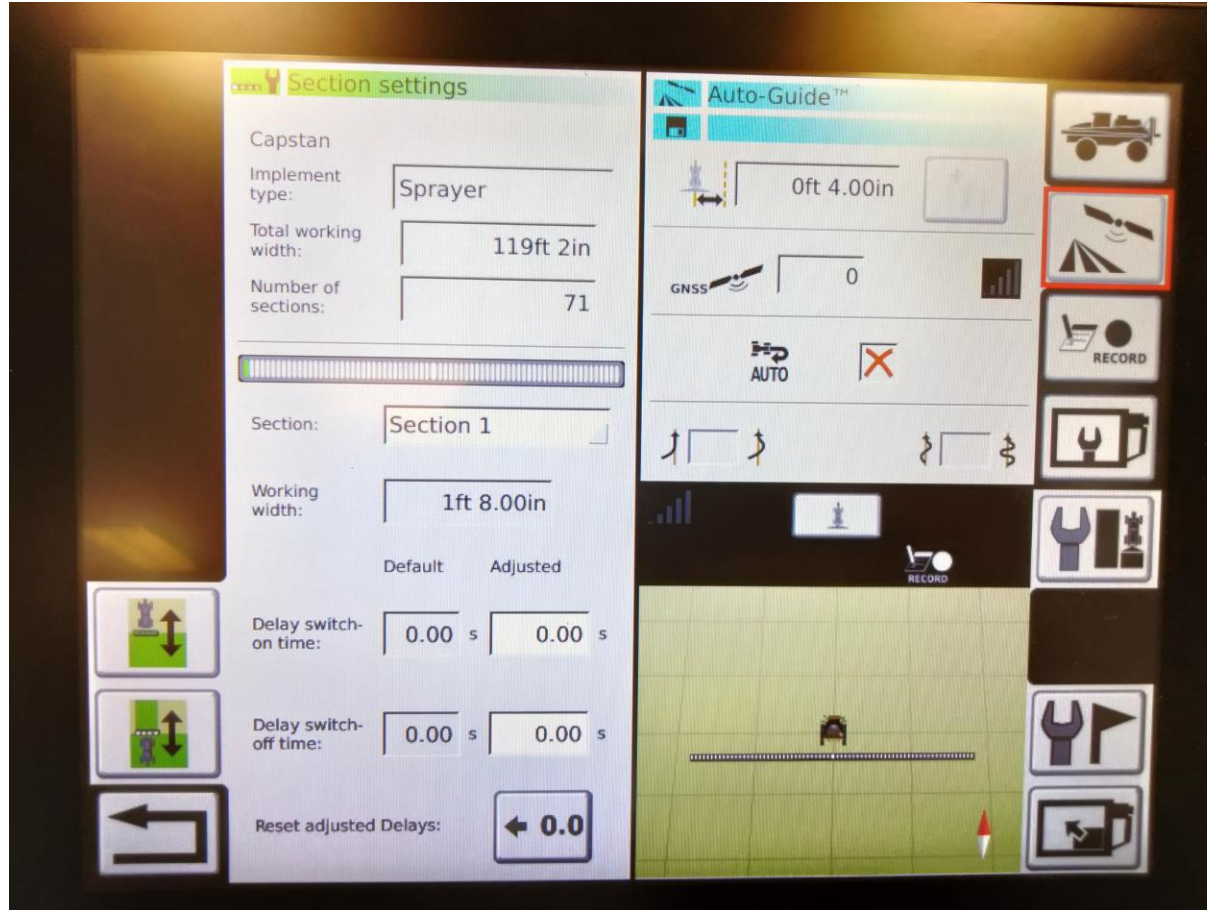 Section settings
Capstan
Implement
type:
Sprayer
Total working
width:
119ft 2in
Number of
sections:
71
Section:
Section 1
Working
width:
1ft 8.00in
Default
Adjusted
Delay switch-
on time:
0.00 s
0.00 s
Delay switch-
off time:
0.00 s
0.00 s
Reset adjusted Delays:
0.0
Auto-Guide™
0ft 4.00in
GNSS
0
AUTO
RECORD
RECORD